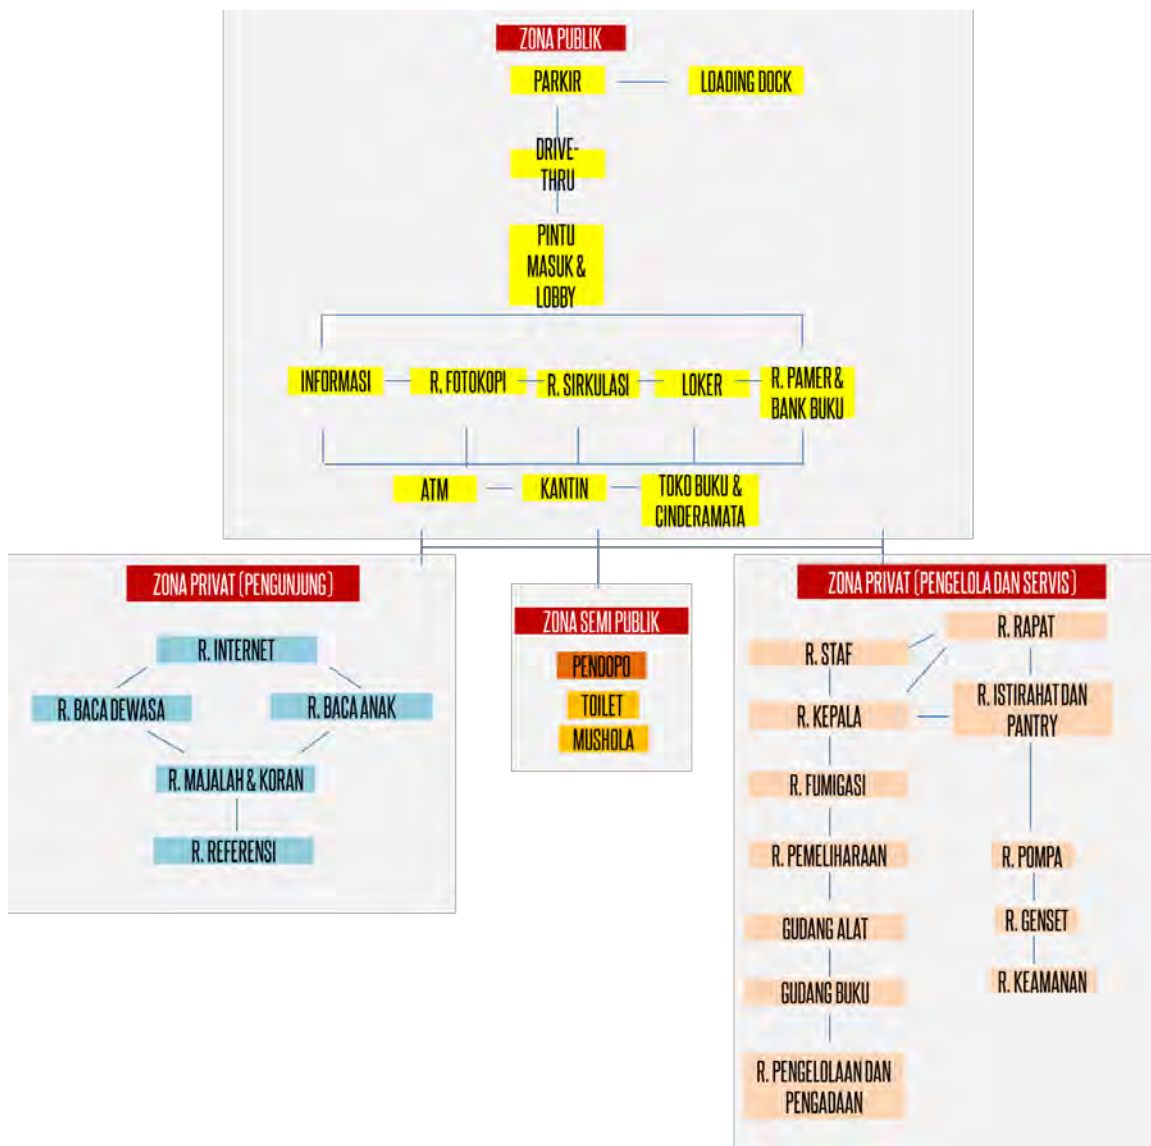 ZONA PUBLIK
PARKIR
LOADING DOCK
DRIVE-
THRU
PINTU
MASUK &
LOBBY
INFORMASI
R. FOTOKOPI
R. SIRKULASI
LOKER
R. PAMER &
BANK BUKU
ATM
KANTIN
TOKO BUKU &
CINDERAMATA
ZONA PRIVAT (PENGUNJUNG)
R. INTERNET
R. BACA DEWASA
R. BACA ANAK
R. MAJALAH & KORAN
R. REFERENSI
ZONA SEMI PUBLIK
PENDOPO
TOILET
MUSHOLA
ZONA PRIVAT (PENGELOLA DAN SERVIS)
R. RAPAT
R. STAF
R. ISTIRAHAT DAN
PANTRY
R. KEPALA
R. FUMIGASI
R. PEMELIHARAAN
R. POMPA
GUDANG ALAT
R. GENSET
GUDANG BUKU
R. KEAMANAN
R. PENGELOLAAN DAN
PENGADAAN